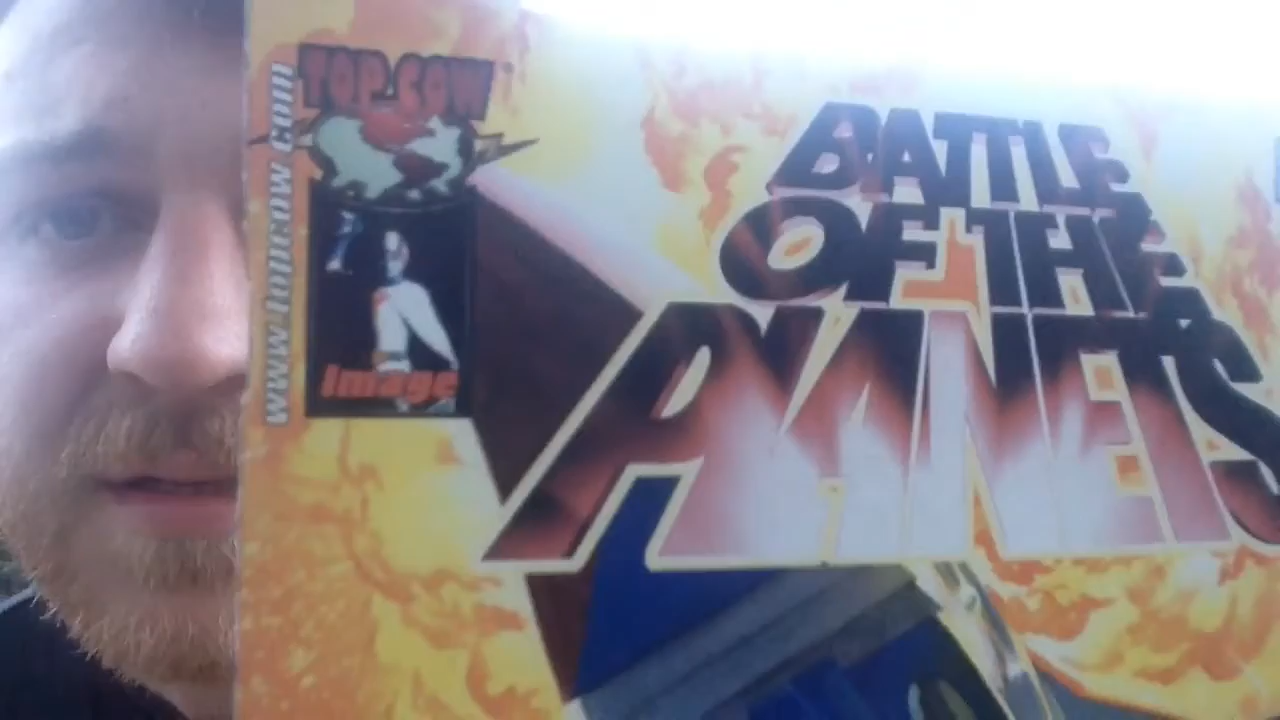 TOP COW
www.topcow.com
Image
BATTLE
OF THE
PLANETS